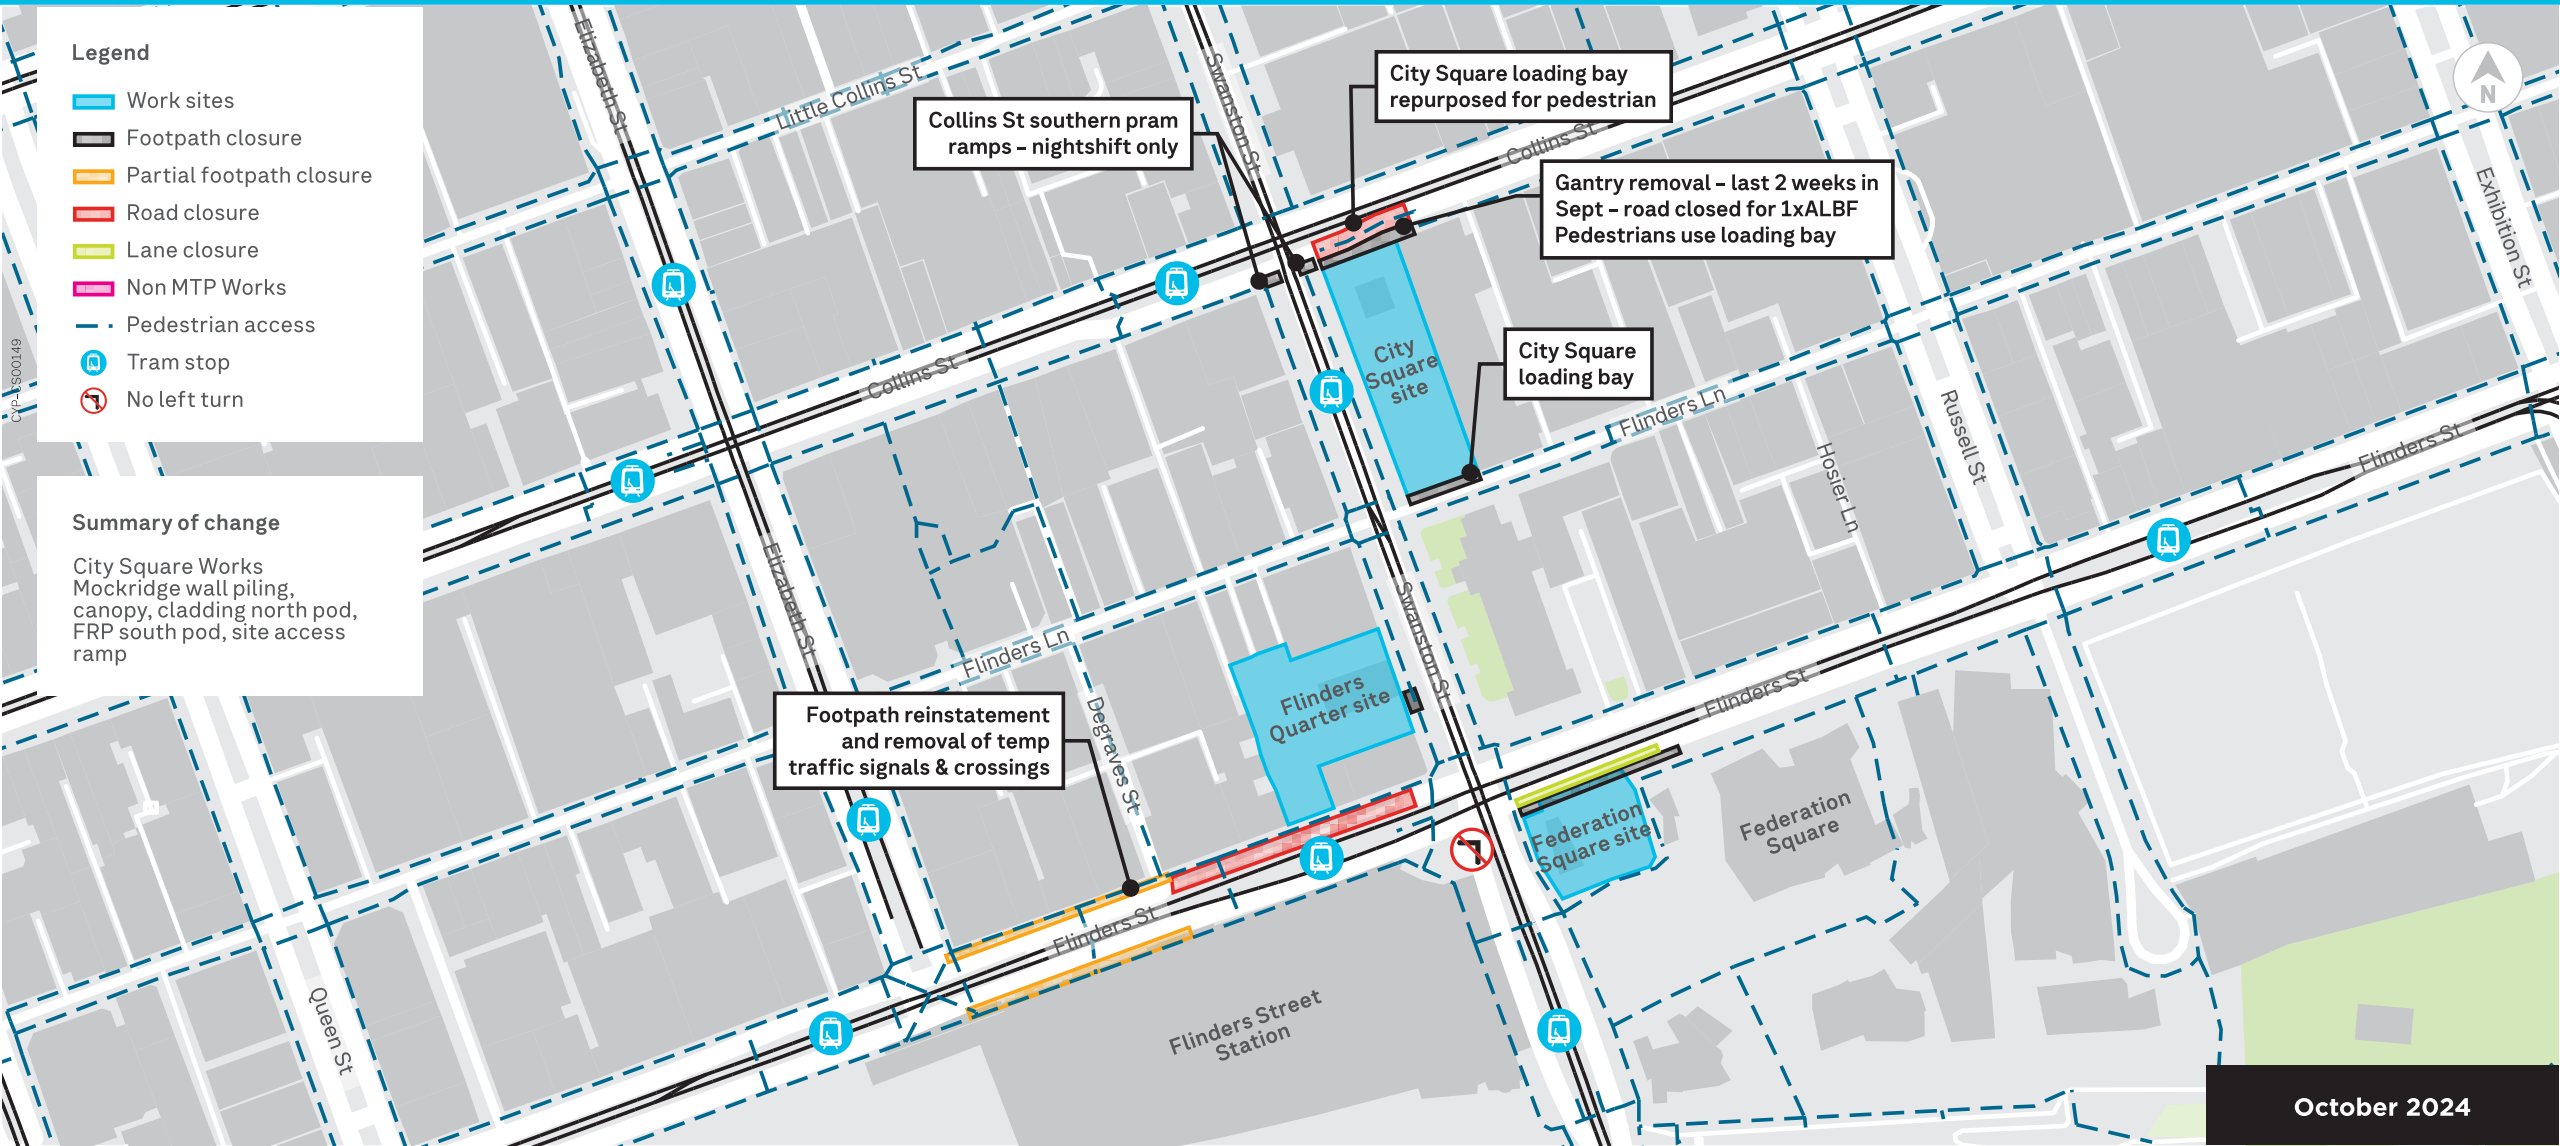 Legend
Work sites
Footpath closure
Partial footpath closure
Road closure
Lane closure
Non MTP Works
Pedestrian access
Tram stop
No left turn
CYP-CS00149
Summary of change
City Square Works
Mockridge wall piling,
canopy, cladding north pod,
FRP south pod, site access
ramp
Elizabeth St
Little Collins St
Swanston St
Collins St southern pram
ramps – nightshift only
City Square loading bay
repurposed for pedestrian
Collins St
Gantry removal – last 2 weeks in
Sept – road closed for 1xALBF
Pedestrians use loading bay
N
Exhibition St
City
Square
site
City Square
loading bay
Collins St
Flinders Ln
Hosier Ln
Russell St
Flinders St
Elizabeth St
Flinders Ln
Swanston St
Flinders
Quarter site
Flinders St
Footpath reinstatement
and removal of temp
traffic signals & crossings
Degraves St
Federation
Square site
Federation
Square
Flinders St
Queen St
Flinders Street
Station
October 2024